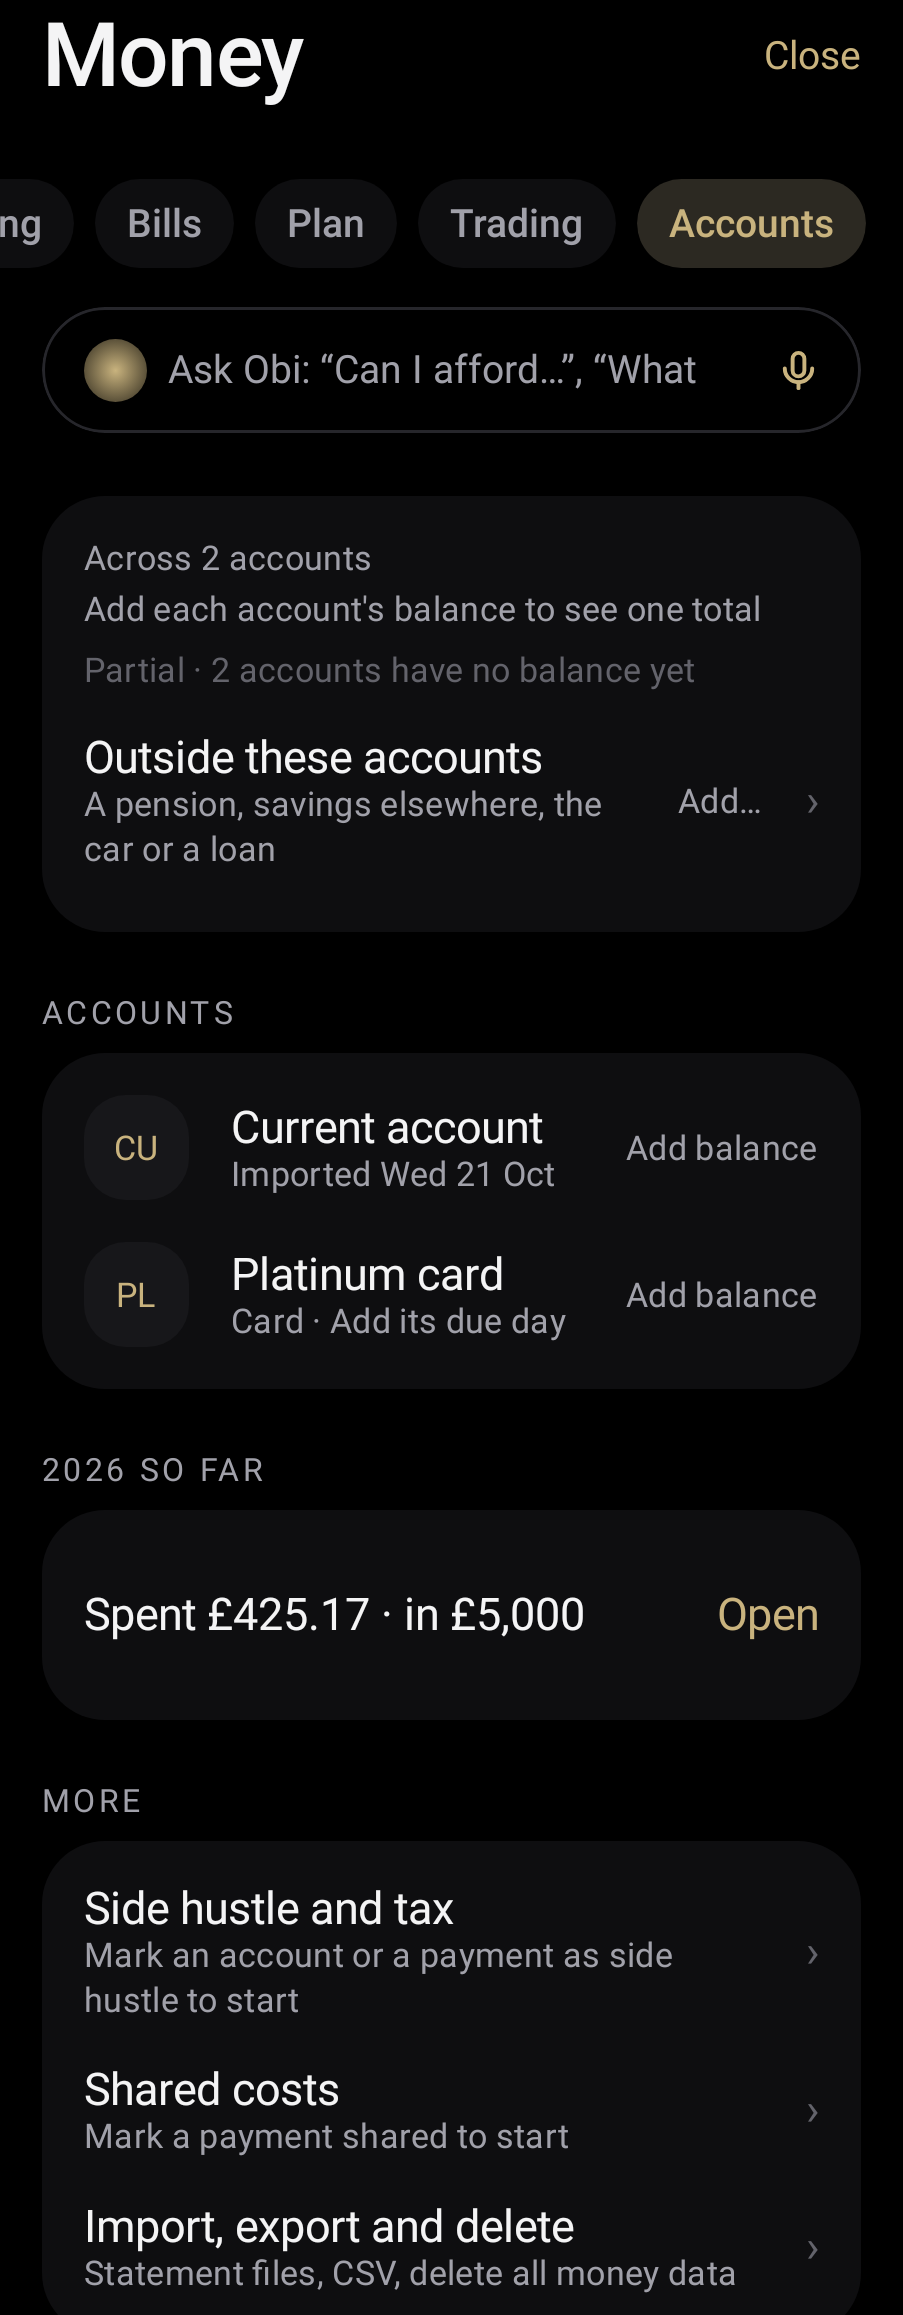 Money
Close
ng
Bills
Plan
Trading
Accounts
Ask Obi: “Can I afford…”, “What
Across 2 accounts
Add each account's balance to see one total
Partial · 2 accounts have no balance yet
Outside these accounts
A pension, savings elsewhere, the
car or a loan
Add…
ACCOUNTS
CU
Current account
Imported Wed 21 Oct
Add balance
PL
Platinum card
Card · Add its due day
Add balance
2026 SO FAR
Spent £425.17 · in £5,000
Open
MORE
Side hustle and tax
Mark an account or a payment as side
hustle to start
Shared costs
Mark a payment shared to start
Import, export and delete
Statement files, CSV, delete all money data